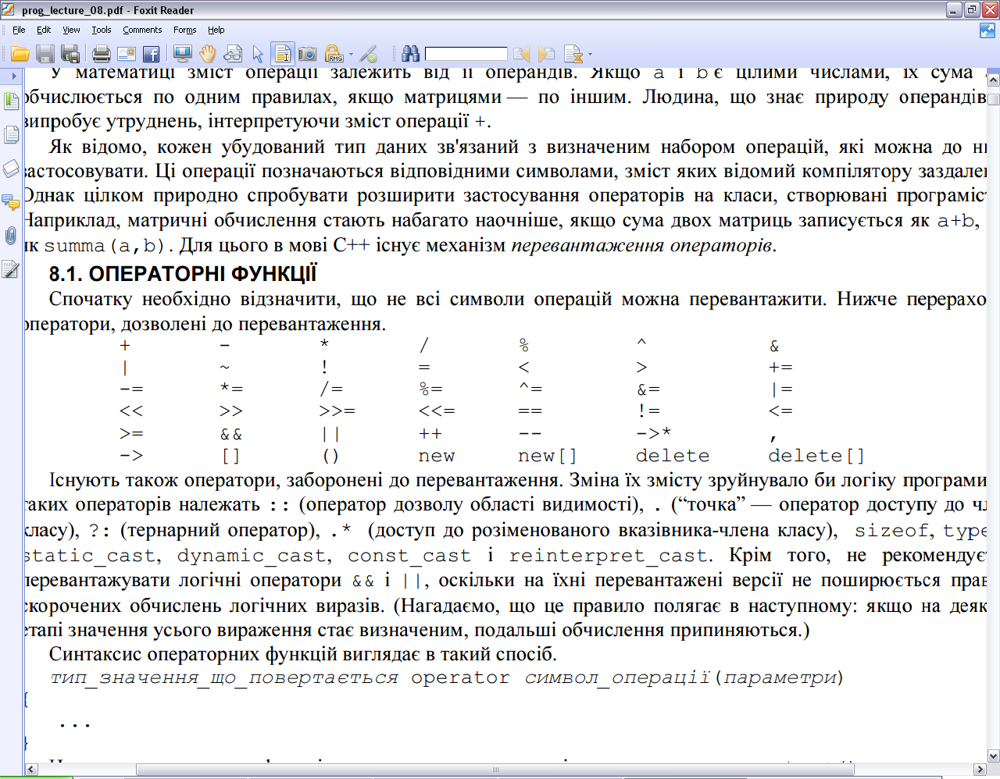 prog_lecture_08.pdf - Foxit Reader
File Edit View Tools Comments Forms Help
RMS
У математиці зміст операції залежить від її операндів. Якщо a і b є цілими числами, їх сума
обчислюється по одним правилах, якщо матрицями — по іншим. Людина, що знає природу операндів
випробує утруднень, інтерпретуючи зміст операції +.
Як відомо, кожен убудований тип даних зв'язаний з визначеним набором операцій, які можна до ни
застосовувати. Ці операції позначаються відповідними символами, зміст яких відомий компілятору заздале
Однак цілком природно спробувати розширити застосування операторів на класи, створювані програміст
Наприклад, матричні обчислення стають набагато наочніше, якщо сума двох матриць записується як a+b,
як summa(a,b). Для цього в мові C++ існує механізм перевантаження операторів.
8.1. ОПЕРАТОРНІ ФУНКЦІЇ
Спочатку необхідно відзначити, що не всі символи операцій можна перевантажити. Нижче перерахо
оператори, дозволені до перевантаження.
+ - * / % ^ &
| ~ ! = < > +=
-= *= /= %= ^= &= |=
<< >> >>= <<= == != <=
>= && || ++ -- ->* ,
-> [] () new new[] delete delete[]
Існують також оператори, заборонені до перевантаження. Зміна їх змісту зруйнувало би логіку програми
таких операторів належать :: (оператор дозволу області видимості), . (“точка” — оператор доступу до чл
класу), ?: (тернарний оператор), .* (доступ до розіменованого вказівника-члена класу), sizeof, type
static_cast, dynamic_cast, const_cast і reinterpret_cast. Крім того, не рекомендує
перевантажувати логічні оператори && і ||, оскільки на їхні перевантажені версії не поширюється прав
скорочених обчислень логічних виразів. (Нагадаємо, що це правило полягає в наступному: якщо на деяк
етапі значення усього вираження стає визначеним, подальші обчислення припиняються.)
Синтаксис операторних функцій виглядає в такий спосіб.
тип_значення_що_повертається operator символ_операції(параметри)
{
...
}